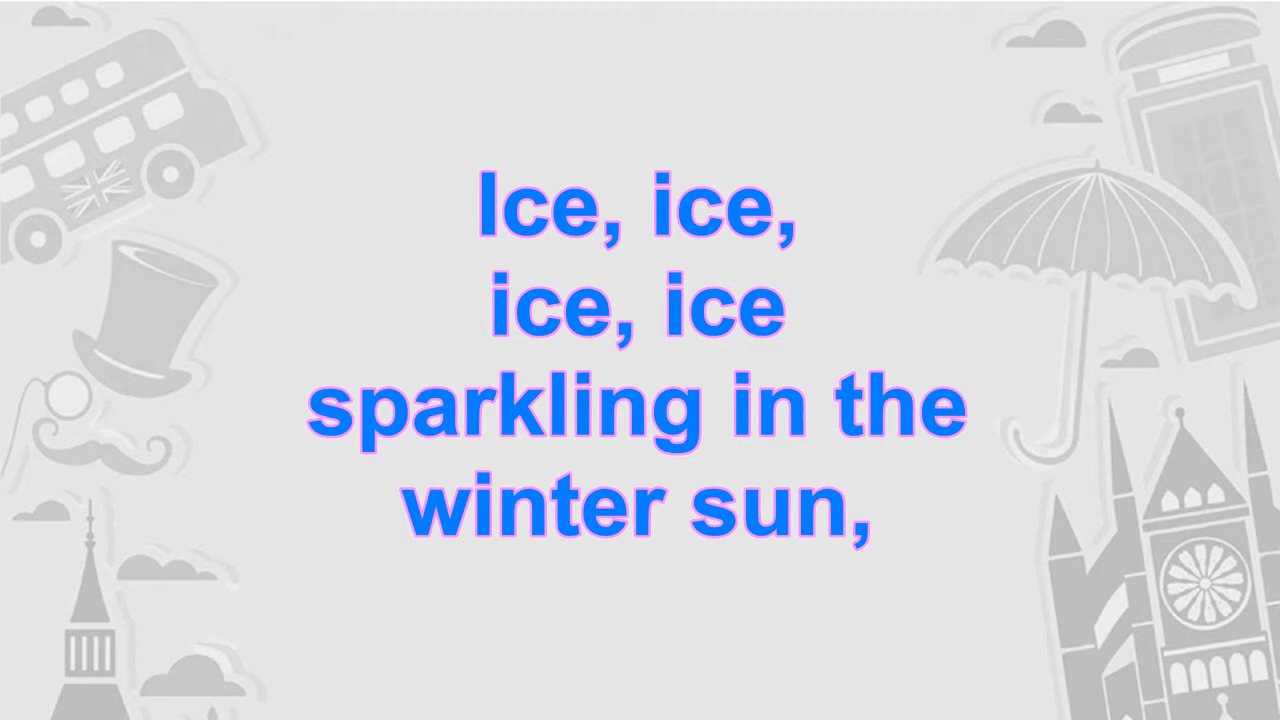 Ice, ice,
ice, ice
sparkling in the
winter sun,